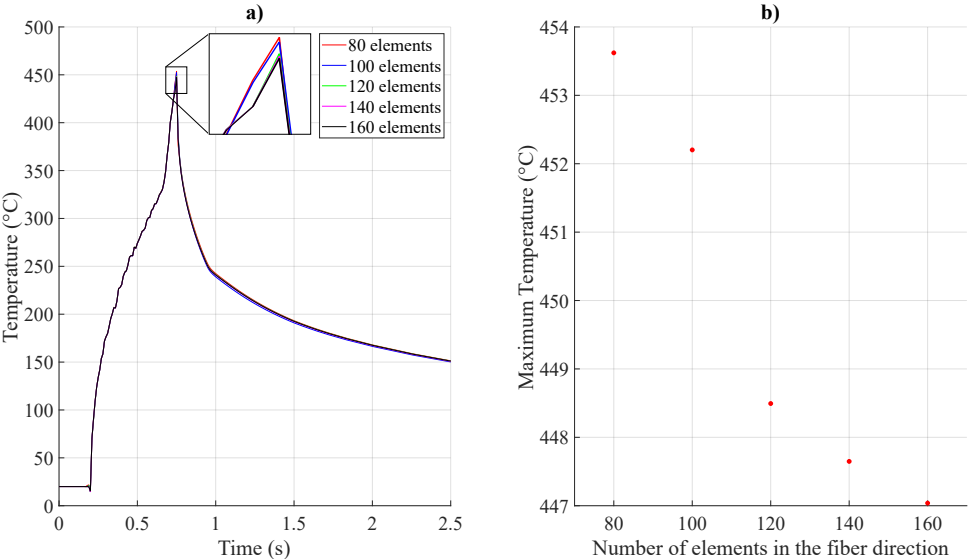 a)
500
450
400
350
300
250
200
150
100
50
0
0
0.5
1
1.5
2
2.5
Temperature (°C)
Time (s)
80 elements
100 elements
120 elements
140 elements
160 elements
b)
454
453
452
451
450
449
448
447
80
100
120
140
160
Maximum Temperature (°C)
Number of elements in the fiber direction